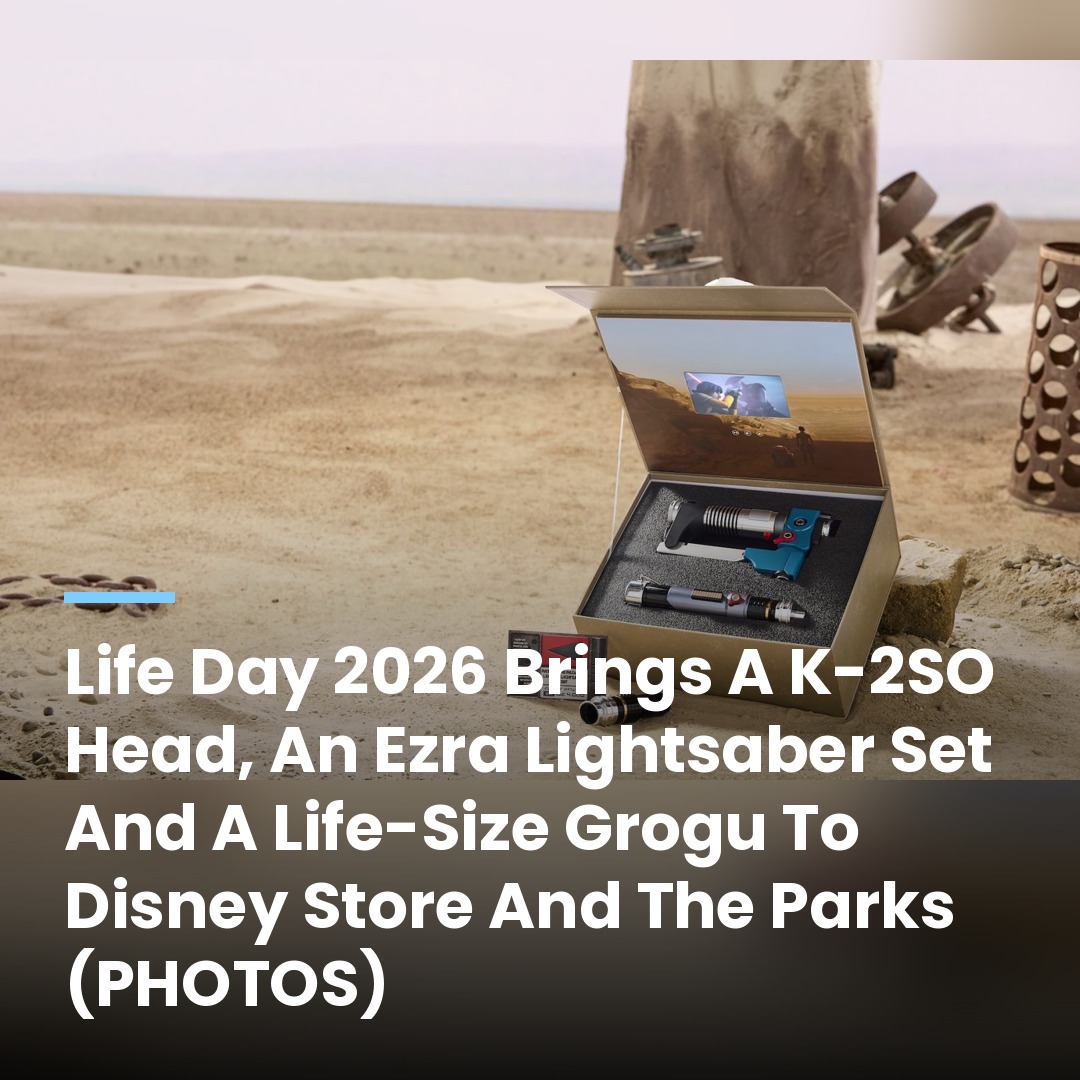 Life Day 2026 Brings A K-2SO
Head, An Ezra Lightsaber Set
And A Life-Size Grogu To
Disney Store And The Parks
(PHOTOS)